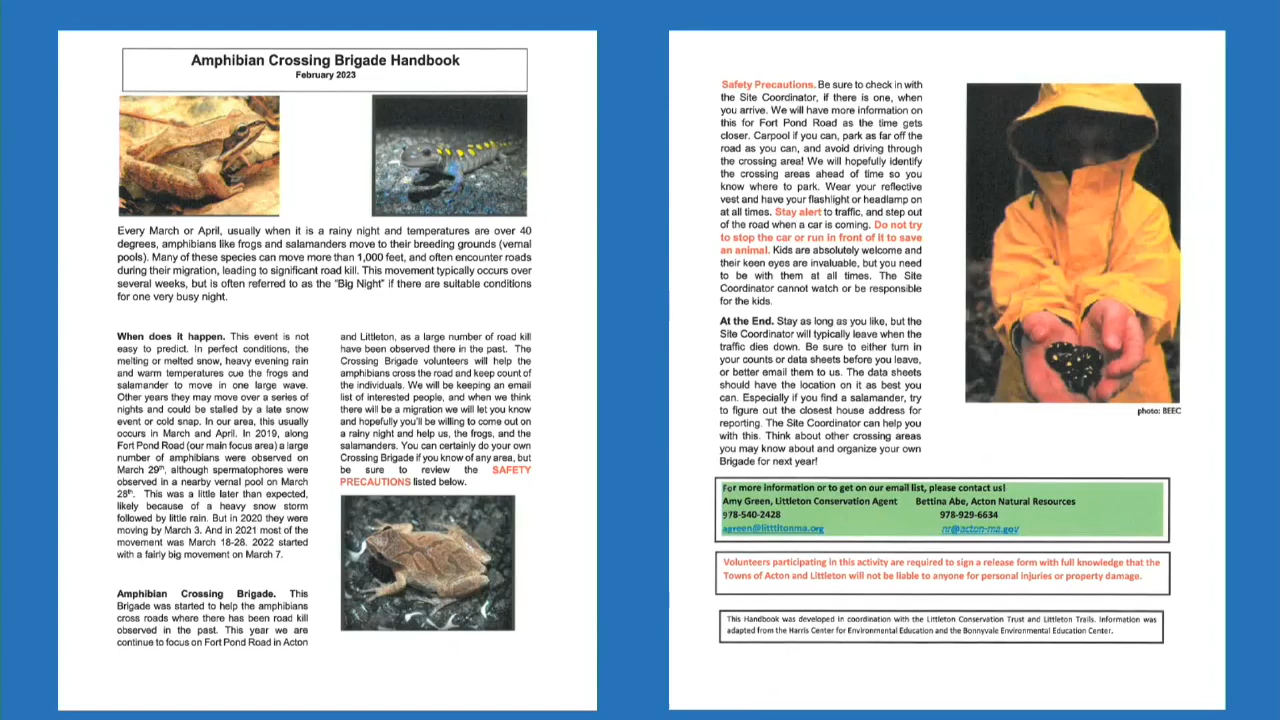 Amphibian Crossing Brigade Handbook
February 2023
Every March or April, usually when it is a rainy night and temperatures are over 40
degrees, amphibians like frogs and salamanders move to their breeding grounds (vernal
pools). Many of these species can move more than 1,000 feet, and often encounter roads
during their migration, leading to significant road kill. This movement typically occurs over
several weeks, but is often referred to as the "Big Night" if there are suitable conditions
for one very busy night.
When does it happen. This event is not
easy to predict. In perfect conditions, the
melting or melted snow, heavy evening rain
and warm temperatures cue the frogs and
salamander to move in one large wave.
Other years they may move over a series of
nights and could be stalled by a late snow
event or cold snap. In our area, this usually
occurs in March and April. In 2019, along
Fort Pond Road (our main focus area) a large
number of amphibians were observed on
March 29th, although spermatophores were
observed in a nearby vernal pool on March
28th. This was a little later than expected,
likely because of a heavy snow storm
followed by little rain. But in 2020 they were
moving by March 3. And in 2021 most of the
movement was March 18-28. 2022 started
with a fairly big movement on March 7.
Amphibian Crossing Brigade. This
Brigade was started to help the amphibians
cross roads where there has been road kill
observed in the past. This year we are
continue to focus on Fort Pond Road in Acton
and Littleton, as a large number of road kill
have been observed there in the past. The
Crossing Brigade volunteers will help the
amphibians cross the road and keep count of
the individuals. We will be keeping an email
list of interested people, and when we think
there will be a migration we will let you know
and hopefully you'll be willing to come out on
a rainy night and help us, the frogs, and the
salamanders. You can certainly do your own
Crossing Brigade if you know of any area, but
be sure to review the SAFETY
PRECAUTIONS listed below.
Safety Precautions. Be sure to check in with
the Site Coordinator, if there is one, when
you arrive. We will have more information on
this for Fort Pond Road as the time gets
closer. Carpool if you can, park as far off the
road as you can, and avoid driving through
the crossing area! We will hopefully identify
the crossing areas ahead of time so you
know where to park. Wear your reflective
vest and have your flashlight or headlamp on
at all times. Stay alert to traffic, and step out
of the road when a car is coming. Do not try
to stop the car or run in front of it to save
an animal. Kids are absolutely welcome and
their keen eyes are invaluable, but you need
to be with them at all times. The Site
Coordinator cannot watch or be responsible
for the kids.
At the End. Stay as long as you like, but the
Site Coordinator will typically leave when the
traffic dies down. Be sure to either turn in
your counts or data sheets before you leave,
or better email them to us. The data sheets
should have the location on it as best you
can. Especially if you find a salamander, try
to figure out the closest house address for
reporting. The Site Coordinator can help you
with this. Think about other crossing areas
you may know about and organize your own
Brigade for next year!
photo: BEEC
For more information or to get on our email list, please contact us!
Amy Green, Littleton Conservation Agent Bettina Abe, Acton Natural Resources
978-540-2428 978-929-6634
agreen@litttltonma.org nr@acton-ma.gov
Volunteers participating in this activity are required to sign a release form with full knowledge that the
Towns of Acton and Littleton will not be liable to anyone for personal injuries or property damage.
This Handbook was developed in coordination with the Littleton Conservation Trust and Littleton Trails. Information was
adapted from the Harris Center for Environmental Education and the Bonnyvale Environmental Education Center.